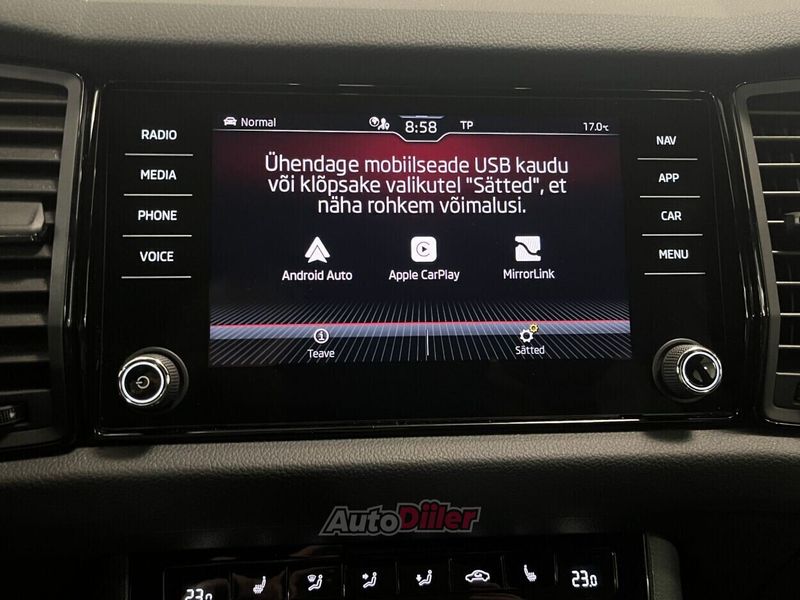 Normal
8:58
TP
17.0°C
RADIO
MEDIA
PHONE
VOICE
Ühendage mobiilseade USB kaudu
või klõpsake valikutel "Sätted", et
näha rohkem võimalusi.
Android Auto
Apple CarPlay
MirrorLink
Teave
Sätted
NAV
APP
CAR
MENU
AutoDiiler
23.0
23.0